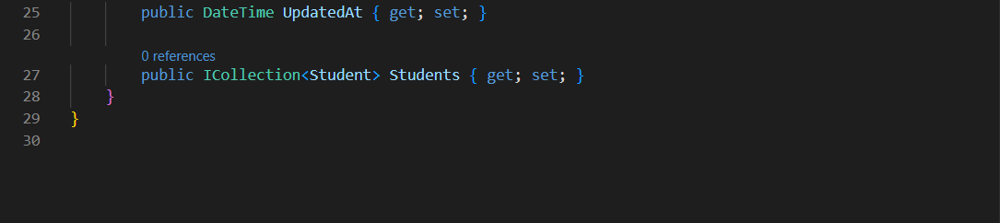 25 public DateTime UpdatedAt { get; set; }
26
0 references
27 public ICollection<Student> Students { get; set; }
28 }
29 }
30